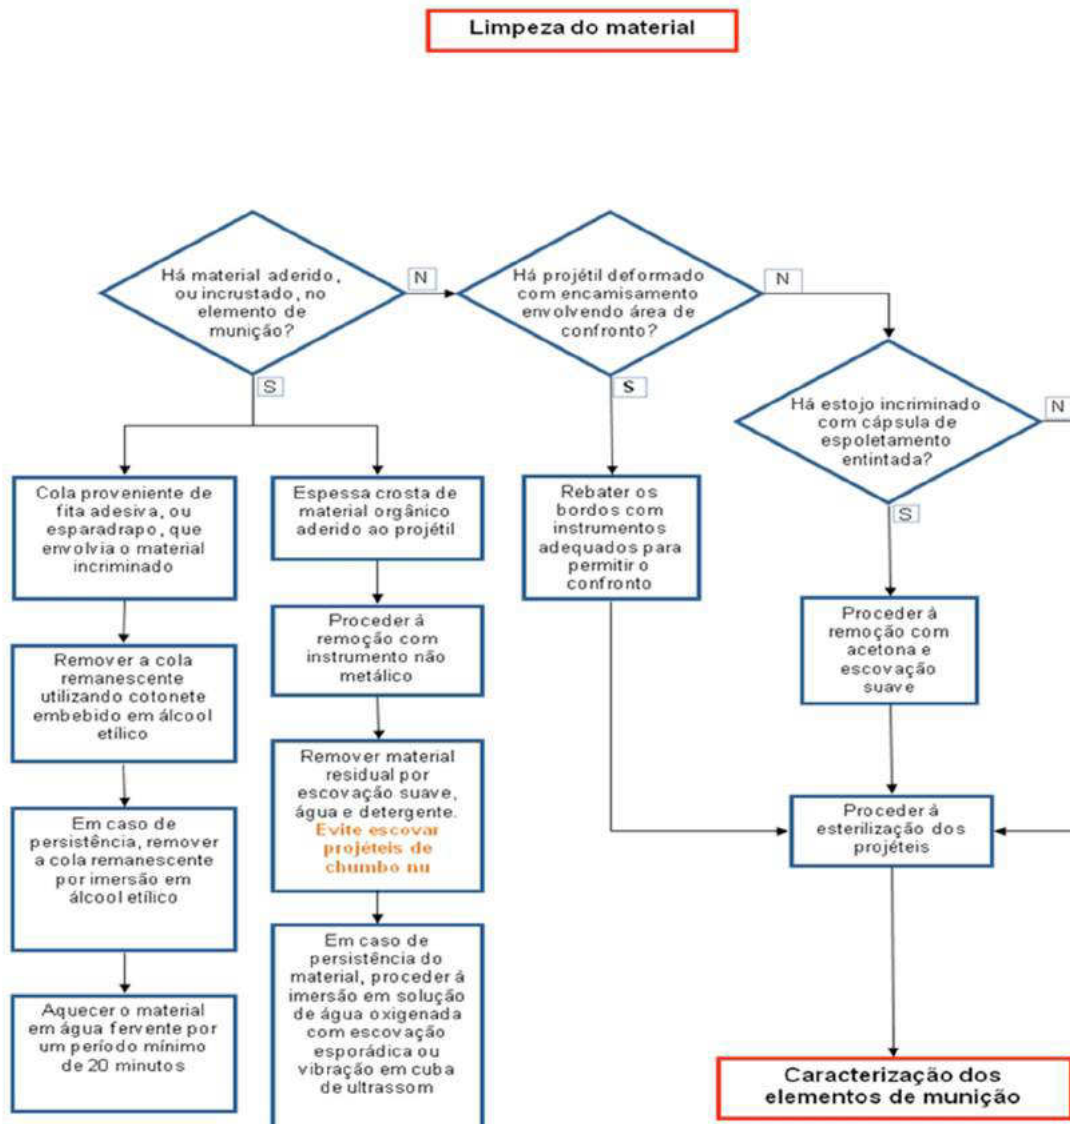 Limpeza do material
Há material aderido,
ou incrustado, no
elemento de
munição?
N
S
Há projétil deformado
com encamisamento
envolvendo área de
confronto?
N
S
Há estojo incriminado
com cápsula de
espoletamento
entintada?
N
S
Cola proveniente de
fita adesiva, ou
esparadrapo, que
envolvia o material
incriminado
Remover a cola
remanescente
utilizando cotonete
embebido em álcool
etílico
Em caso de
persistência, remover
a cola remanescente
por imersão em
álcool etílico
Aquecer o material
em água fervente por
um período mínimo
de 20 minutos
Espessa crosta de
material orgânico
aderido ao projétil
Proceder à
remoção com
instrumento não
metálico
Remover material
residual por
escovação suave,
água e detergente.
Evite escovar
projéteis de
chumbo nu
Em caso de
persistência do
material, proceder à
imersão em solução
de água oxigenada
com escovação
esporádica ou
vibração em cuba
de ultrassom
Rebater os
bordos com
instrumentos
adequados para
permitir o
confronto
Proceder à
remoção com
acetona e
escovação
suave
Proceder à
esterilização dos
projéteis
Caracterização dos
elementos de munição